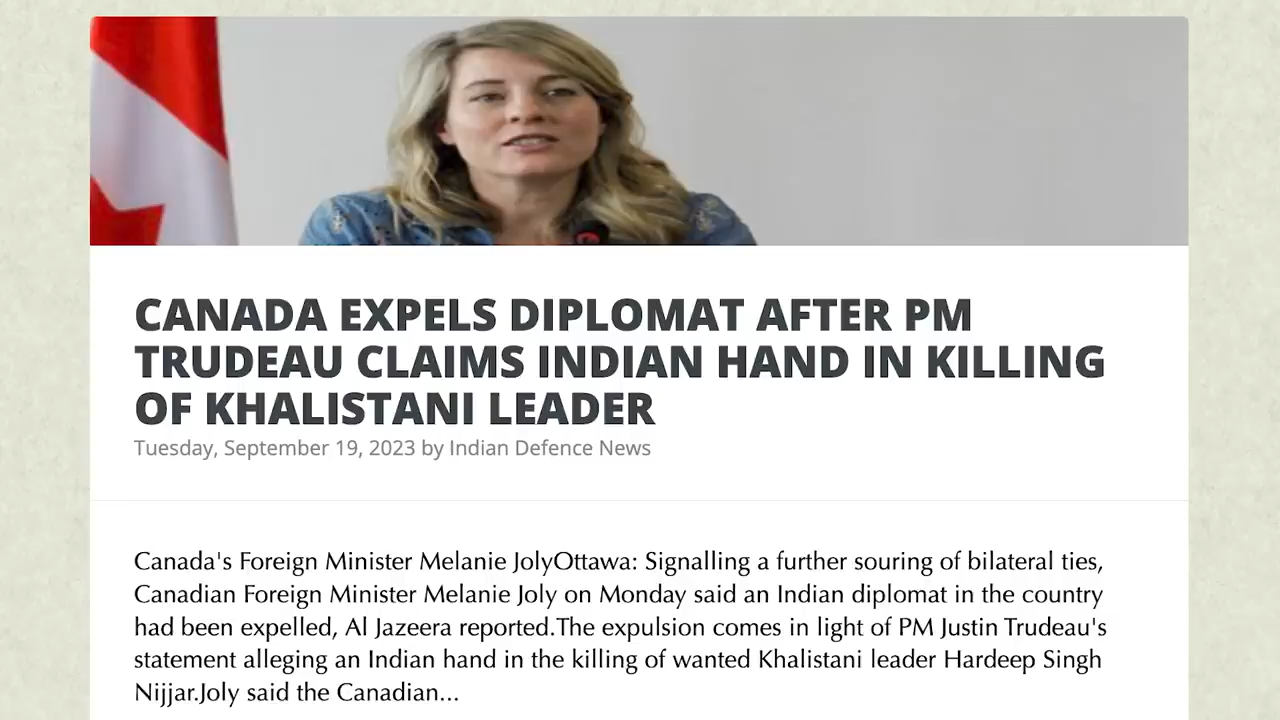 CANADA EXPELS DIPLOMAT AFTER PM
TRUDEAU CLAIMS INDIAN HAND IN KILLING
OF KHALISTANI LEADER
Tuesday, September 19, 2023 by Indian Defence News
Canada's Foreign Minister Melanie JolyOttawa: Signalling a further souring of bilateral ties,
Canadian Foreign Minister Melanie Joly on Monday said an Indian diplomat in the country
had been expelled, Al Jazeera reported.The expulsion comes in light of PM Justin Trudeau's
statement alleging an Indian hand in the killing of wanted Khalistani leader Hardeep Singh
Nijjar.Joly said the Canadian...